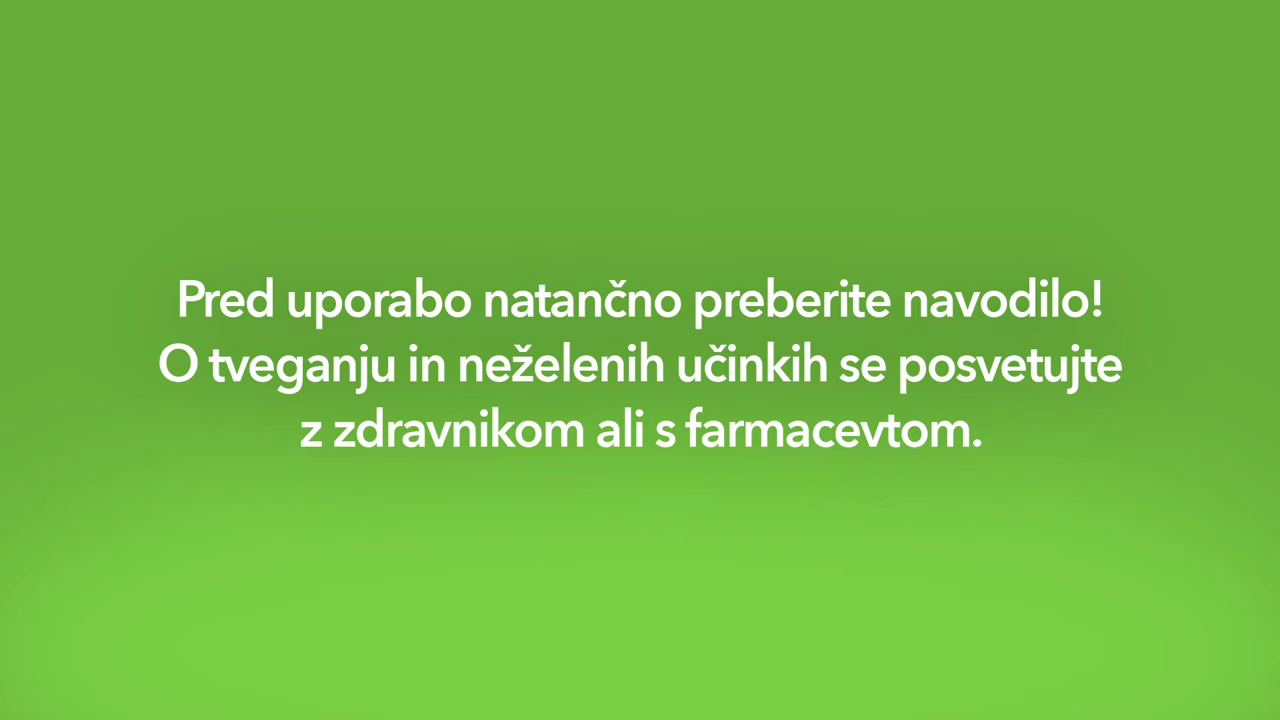 Pred uporabo natančno preberite navodilo!
O tveganju in neželenih učinkih se posvetujte
z zdravnikom ali s farmacevtom.